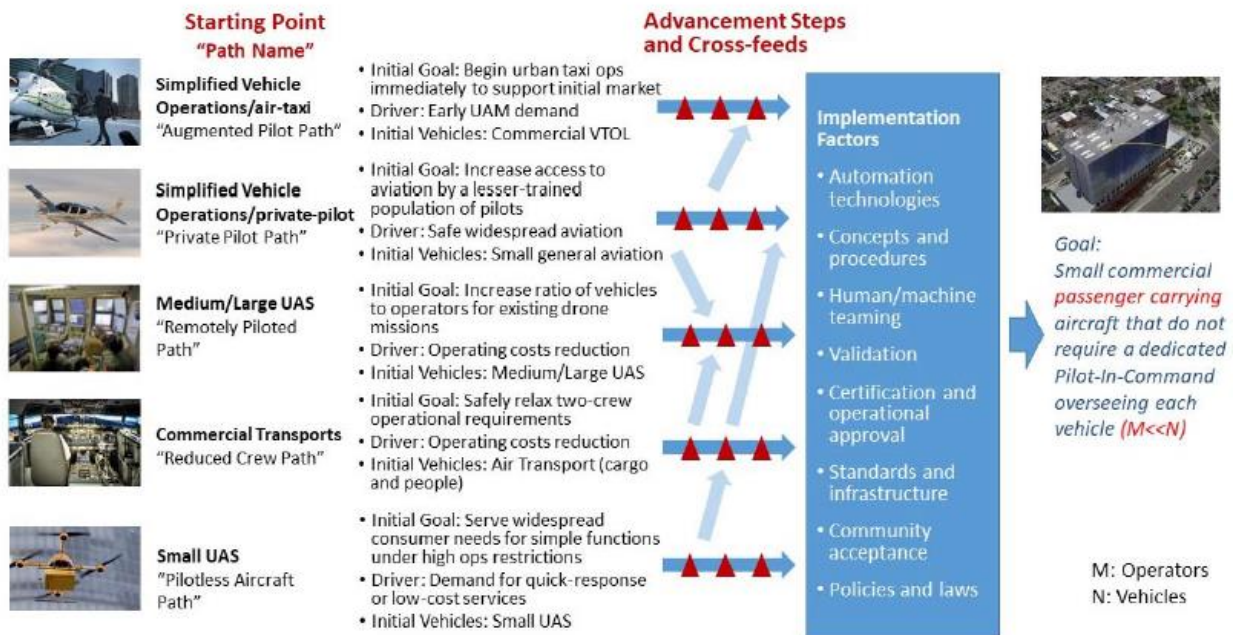 Starting Point
"Path Name"
Advancement Steps
and Cross-feeds
Simplified Vehicle
Operations/air-taxi
"Augmented Pilot Path"
• Initial Goal: Begin urban taxi ops
immediately to support initial market
• Driver: Early UAM demand
• Initial Vehicles: Commercial VTOL
Simplified Vehicle
Operations/private-pilot
"Private Pilot Path"
• Initial Goal: Increase access to
aviation by a lesser-trained
population of pilots
• Driver: Safe widespread aviation
• Initial Vehicles: Small general aviation
Medium/Large UAS
"Remotely Piloted
Path"
• Initial Goal: Increase ratio of vehicles
to operators for existing drone
missions
• Driver: Operating costs reduction
• Initial Vehicles: Medium/Large UAS
Commercial Transports
"Reduced Crew Path"
• Initial Goal: Safely relax two-crew
operational requirements
• Driver: Operating costs reduction
• Initial Vehicles: Air Transport (cargo
and people)
Small UAS
"Pilotless Aircraft
Path"
• Initial Goal: Serve widespread
consumer needs for simple functions
under high ops restrictions
• Driver: Demand for quick-response
or low-cost services
• Initial Vehicles: Small UAS
Implementation
Factors
• Automation
technologies
• Concepts and
procedures
• Human/machine
teaming
• Validation
• Certification and
operational
approval
• Standards and
infrastructure
• Community
acceptance
• Policies and laws
Goal:
Small commercial
passenger carrying
aircraft that do not
require a dedicated
Pilot-In-Command
overseeing each
vehicle (M<<N)
M: Operators
N: Vehicles